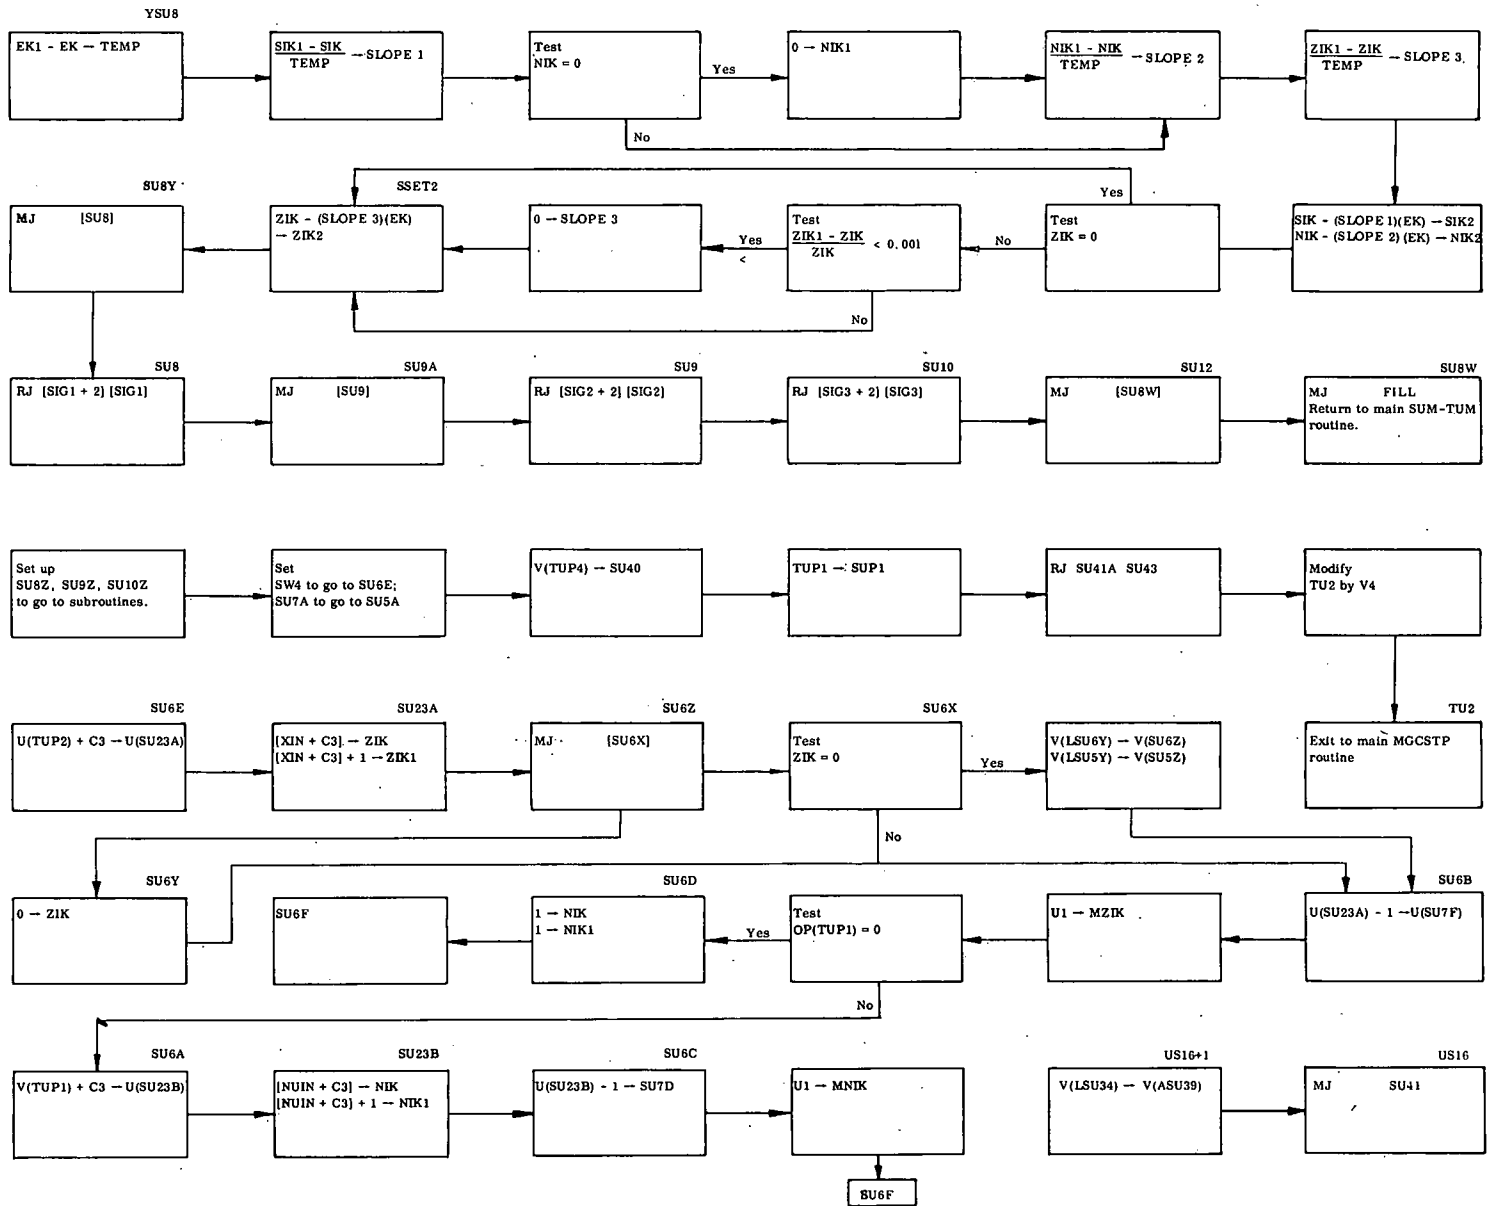 YSU8
EK1 - EK → TEMP
SIK1 - SIK
TEMP → SLOPE 1
Test
NIK = 0
Yes
No
0 → NIK1
NIK1 - NIK
TEMP → SLOPE 2
ZIK1 - ZIK
TEMP → SLOPE 3
SU8Y
MJ [SU8]
SSET2
ZIK - (SLOPE 3)(EK)
→ ZIK2
0 → SLOPE 3
Yes
<
Test
ZIK1 - ZIK
ZIK < 0.001
No
No
Test
ZIK = 0
Yes
SIK - (SLOPE 1)(EK) → SIK2
NIK - (SLOPE 2)(EK) → NIK2
SU8
RJ [SIG1 + 2] [SIG1]
SU9A
MJ [SU9]
SU9
RJ [SIG2 + 2] [SIG2]
SU10
RJ [SIG3 + 2] [SIG3]
SU12
MJ [SU8W]
SU8W
MJ FILL
Return to main SUM-TUM
routine.
Set up
SU8Z, SU9Z, SU10Z
to go to subroutines.
Set
SW4 to go to SU6E;
SU7A to go to SU5A
V(TUP4) → SU40
TUP1 → SUP1
RJ SU41A SU43
Modify
TU2 by V4
SU6E
U(TUP2) + C3 → U(SU23A)
SU23A
[XIN + C3] → ZIK
[XIN + C3] + 1 → ZIK1
SU6Z
MJ [SU6X]
SU6X
Test
ZIK = 0
Yes
No
V(LSU6Y) → V(SU6Z)
V(LSU5Y) → V(SU5Z)
TU2
Exit to main MGCSTP
routine
SU6Y
0 → ZIK
SU6F
SU6D
1 → NIK
1 → NIK1
Yes
Test
OP(TUP1) = 0
No
U1 → MZIK
SU6B
U(SU23A) - 1 → U(SU7F)
SU6A
V(TUP1) + C3 → U(SU23B)
SU23B
[NUIN + C3] → NIK
[NUIN + C3] + 1 → NIK1
SU6C
U(SU23B) - 1 → SU7D
U1 → MNIK
SU6F
US16+1
V(LSU34) → V(ASU39)
US16
MJ SU41